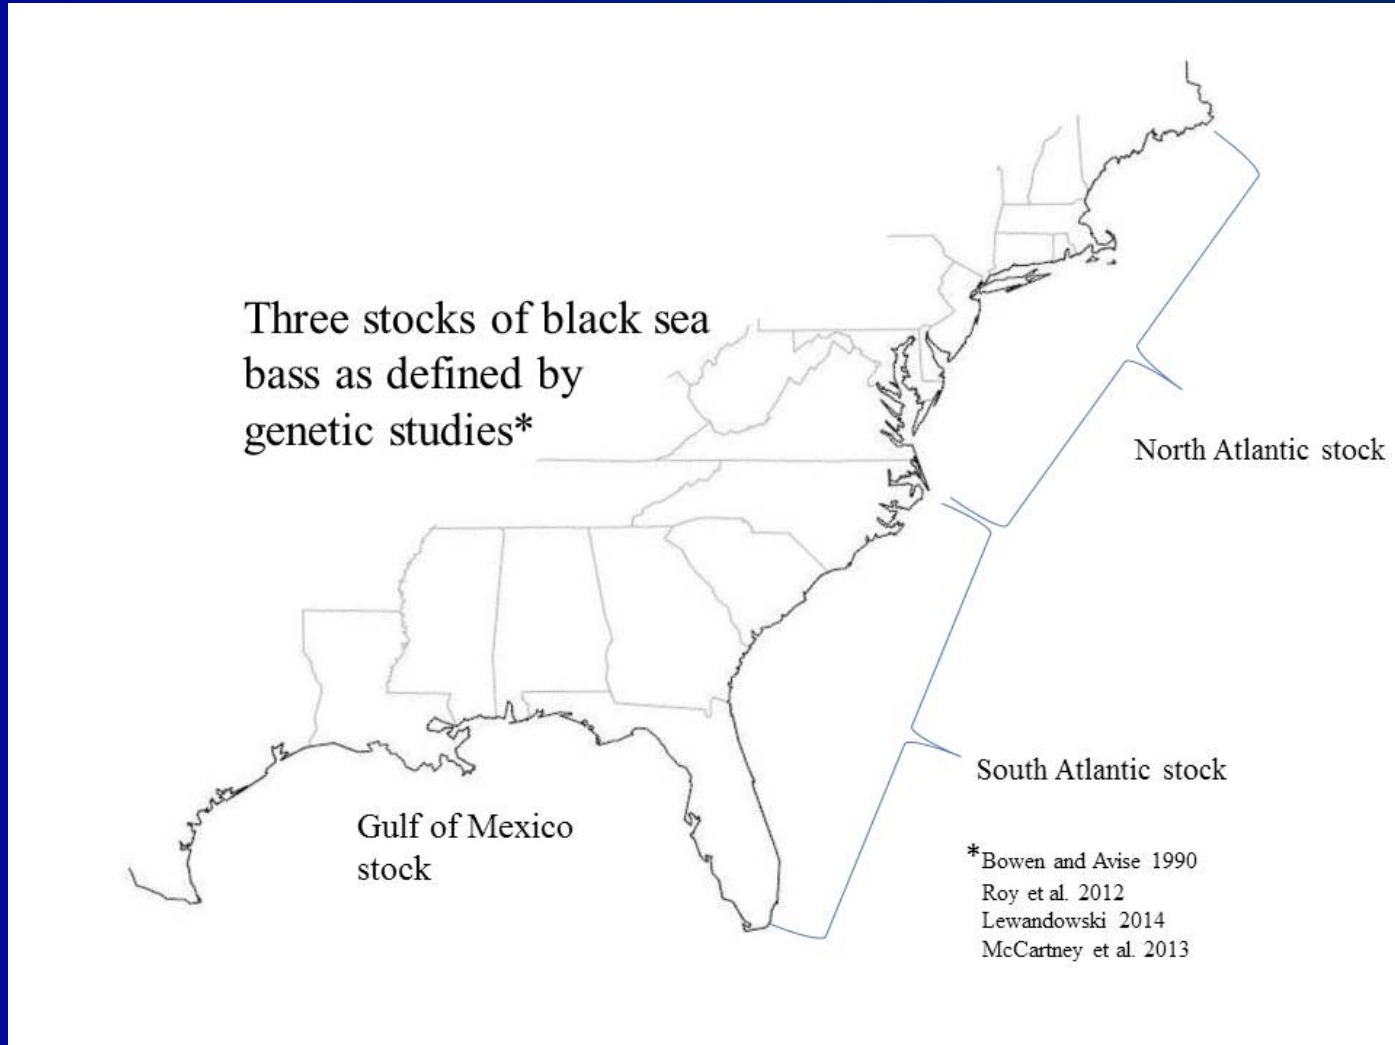 Three stocks of black sea
bass as defined by
genetic studies*
North Atlantic stock
South Atlantic stock
Gulf of Mexico
stock
*Bowen and Avise 1990
Roy et al. 2012
Lewandowski 2014
McCartney et al. 2013